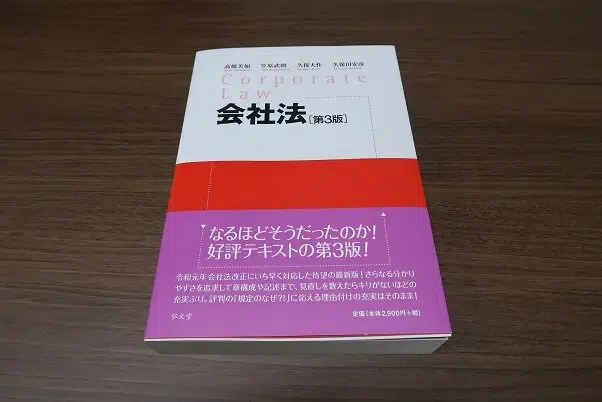 高橋美加 笠原武朗 久保大作 久保田安彦
Corporate
Law
会社法[第3版]
なるほどそうだったのか!
好評テキストの第3版!
令和元年会社法改正にいち早く対応した待望の最新版!さらなる分かり
やすさを追求して章構成や記述まで、見直しを数えたらキリがないほどの
充実ぶり。評判の「規定のなぜ?!」に応える理由付けの充実はそのまま!
弘文堂
定価(本体2,900円+税)